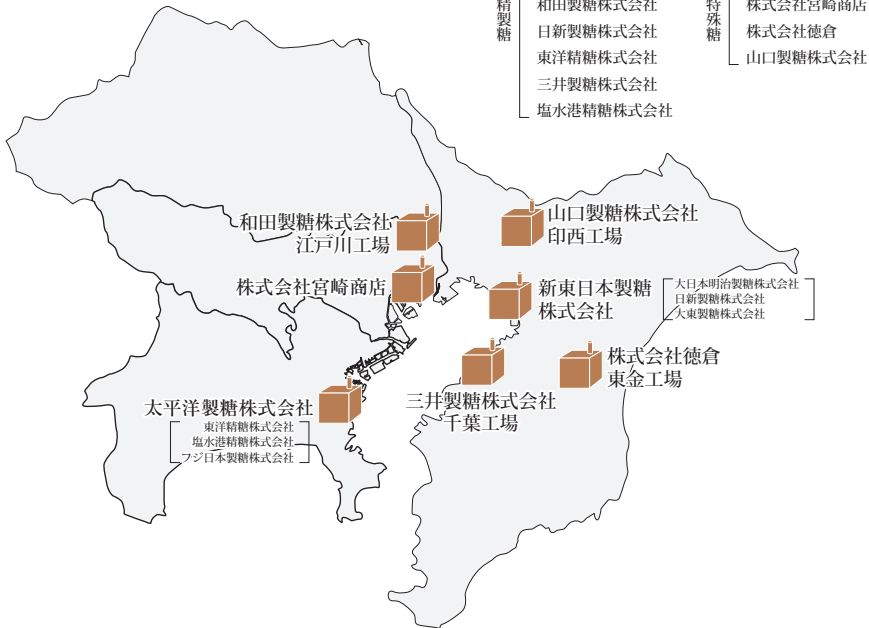 精製糖
和田製糖株式会社
日新製糖株式会社
東洋精糖株式会社
三井製糖株式会社
塩水港精糖株式会社
特殊糖
株式会社宮崎商店
株式会社徳倉
山口製糖株式会社
和田製糖株式会社
江戸川工場
山口製糖株式会社
印西工場
株式会社宮崎商店
新東日本製糖
株式会社
大日本明治製糖株式会社
日新製糖株式会社
大東製糖株式会社
株式会社徳倉
東金工場
三井製糖株式会社
千葉工場
太平洋製糖株式会社
東洋精糖株式会社
塩水港精糖株式会社
フジ日本製糖株式会社